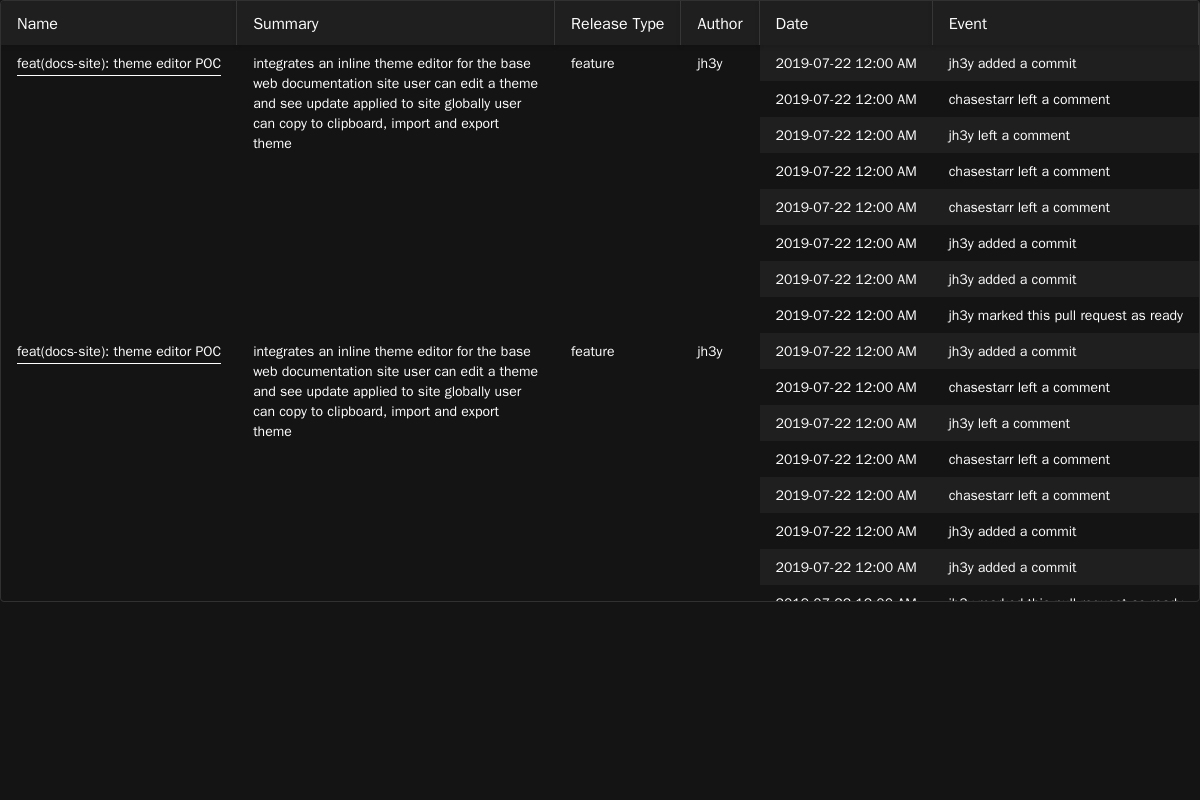 Name Summary Release Type Author Date Event
feat(docs-site): theme editor POC integrates an inline theme editor for the base feature jh3y 2019-07-22 12:00 AM jh3y added a commit
web documentation site user can edit a theme
2019-07-22 12:00 AM chasestarr left a comment
and see update applied to site globally user
can copy to clipboard, import and export
2019-07-22 12:00 AM jh3y left a comment
theme
2019-07-22 12:00 AM chasestarr left a comment
2019-07-22 12:00 AM chasestarr left a comment
2019-07-22 12:00 AM jh3y added a commit
2019-07-22 12:00 AM jh3y added a commit
2019-07-22 12:00 AM jh3y marked this pull request as ready
feat(docs-site): theme editor POC integrates an inline theme editor for the base feature jh3y 2019-07-22 12:00 AM jh3y added a commit
web documentation site user can edit a theme
2019-07-22 12:00 AM chasestarr left a comment
and see update applied to site globally user
can copy to clipboard, import and export
2019-07-22 12:00 AM jh3y left a comment
theme
2019-07-22 12:00 AM chasestarr left a comment
2019-07-22 12:00 AM chasestarr left a comment
2019-07-22 12:00 AM jh3y added a commit
2019-07-22 12:00 AM jh3y added a commit